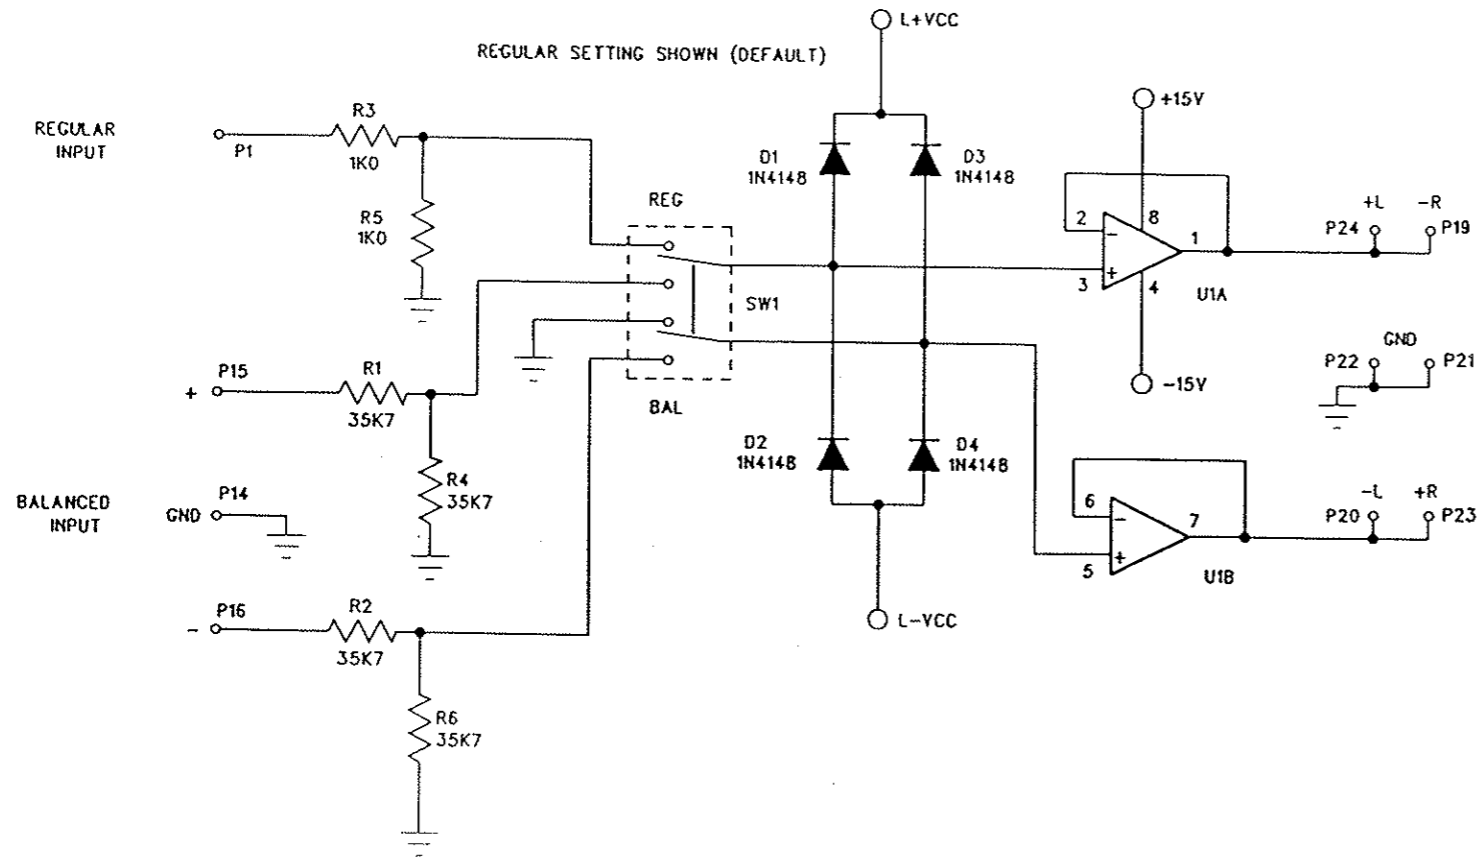 L+VCC
REGULAR SETTING SHOWN (DEFAULT)
REGULAR
INPUT
P1
R3
1K0
R5
1K0
REG
SW1
BAL
D1
1N4148
D3
1N4148
+15V
2
-
8
1
3
+
4
U1A
-15V
+L
-R
P24
P19
GND
P22
P21
+
P15
R1
35K7
R4
35K7
BALANCED
INPUT
P14
GND
-
P16
R2
35K7
R6
35K7
D2
1N4148
D4
1N4148
L-VCC
6
-
7
5
+
U1B
-L
+R
P20
P23